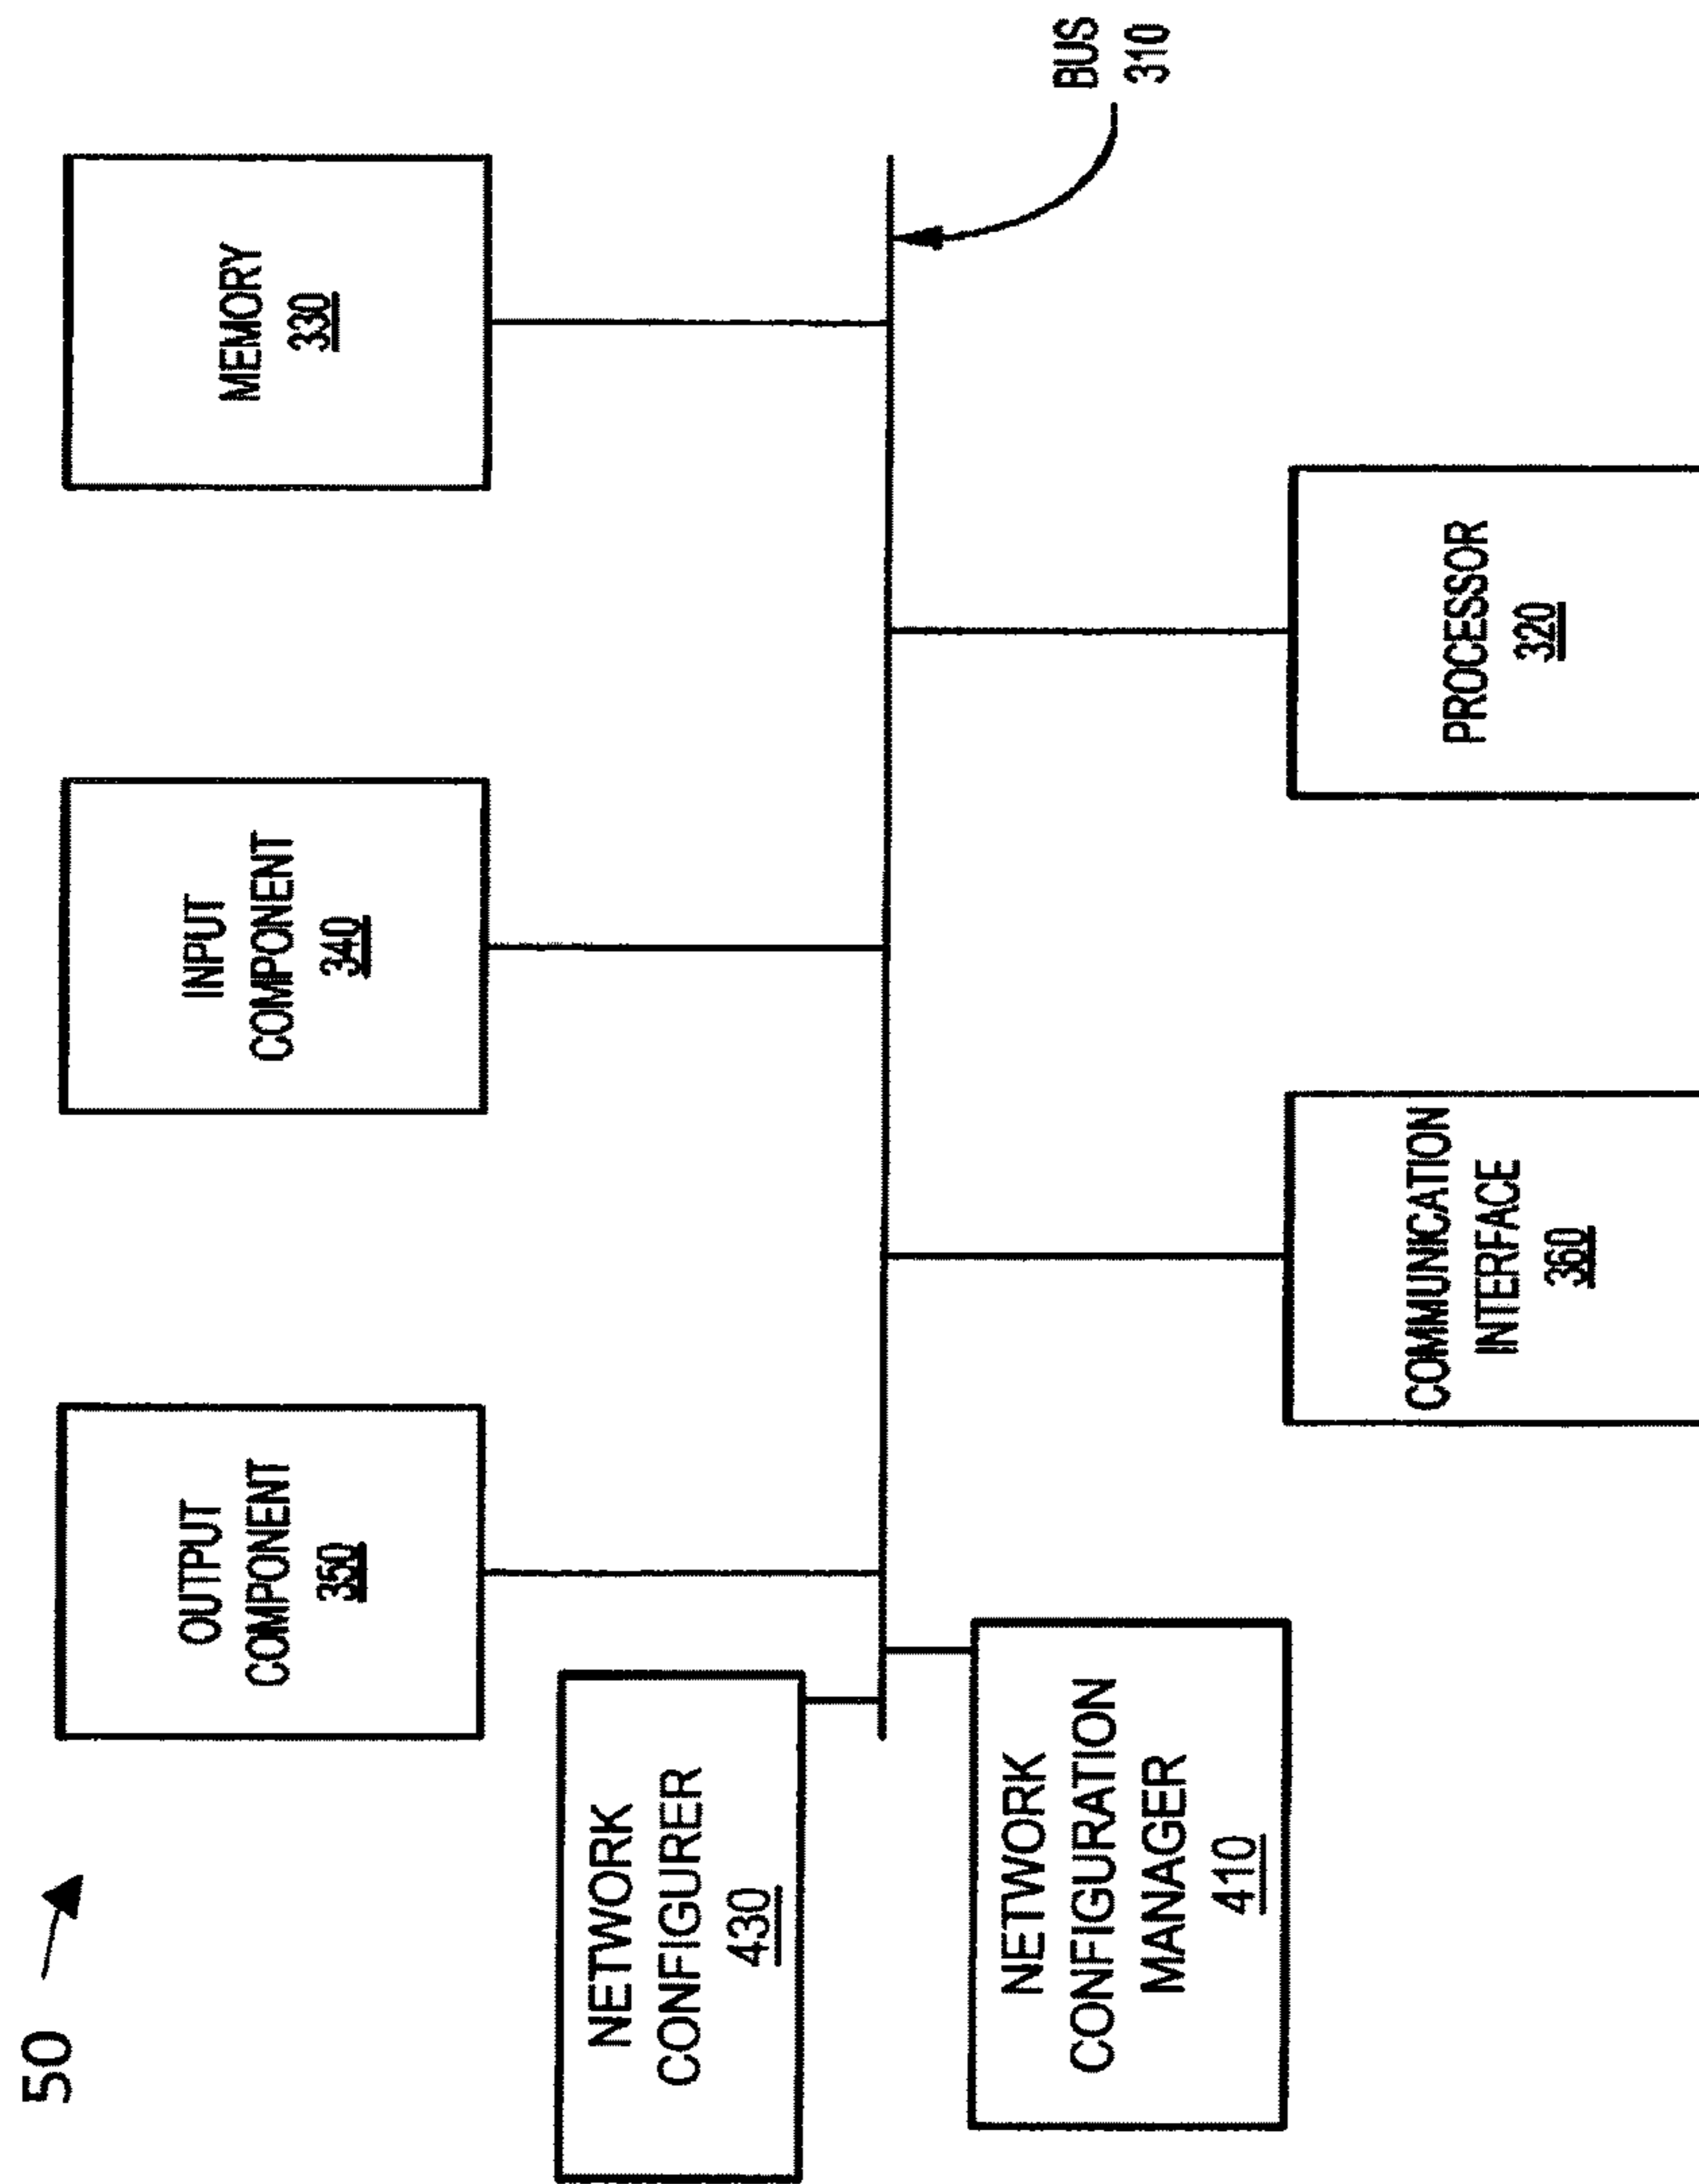 50
OUTPUT
COMPONENT
350
INPUT
COMPONENT
340
MEMORY
330
NETWORK
CONFIGURER
430
BUS
310
NETWORK
CONFIGURATION
MANAGER
410
COMMUNICATION
INTERFACE
360
PROCESSOR
320